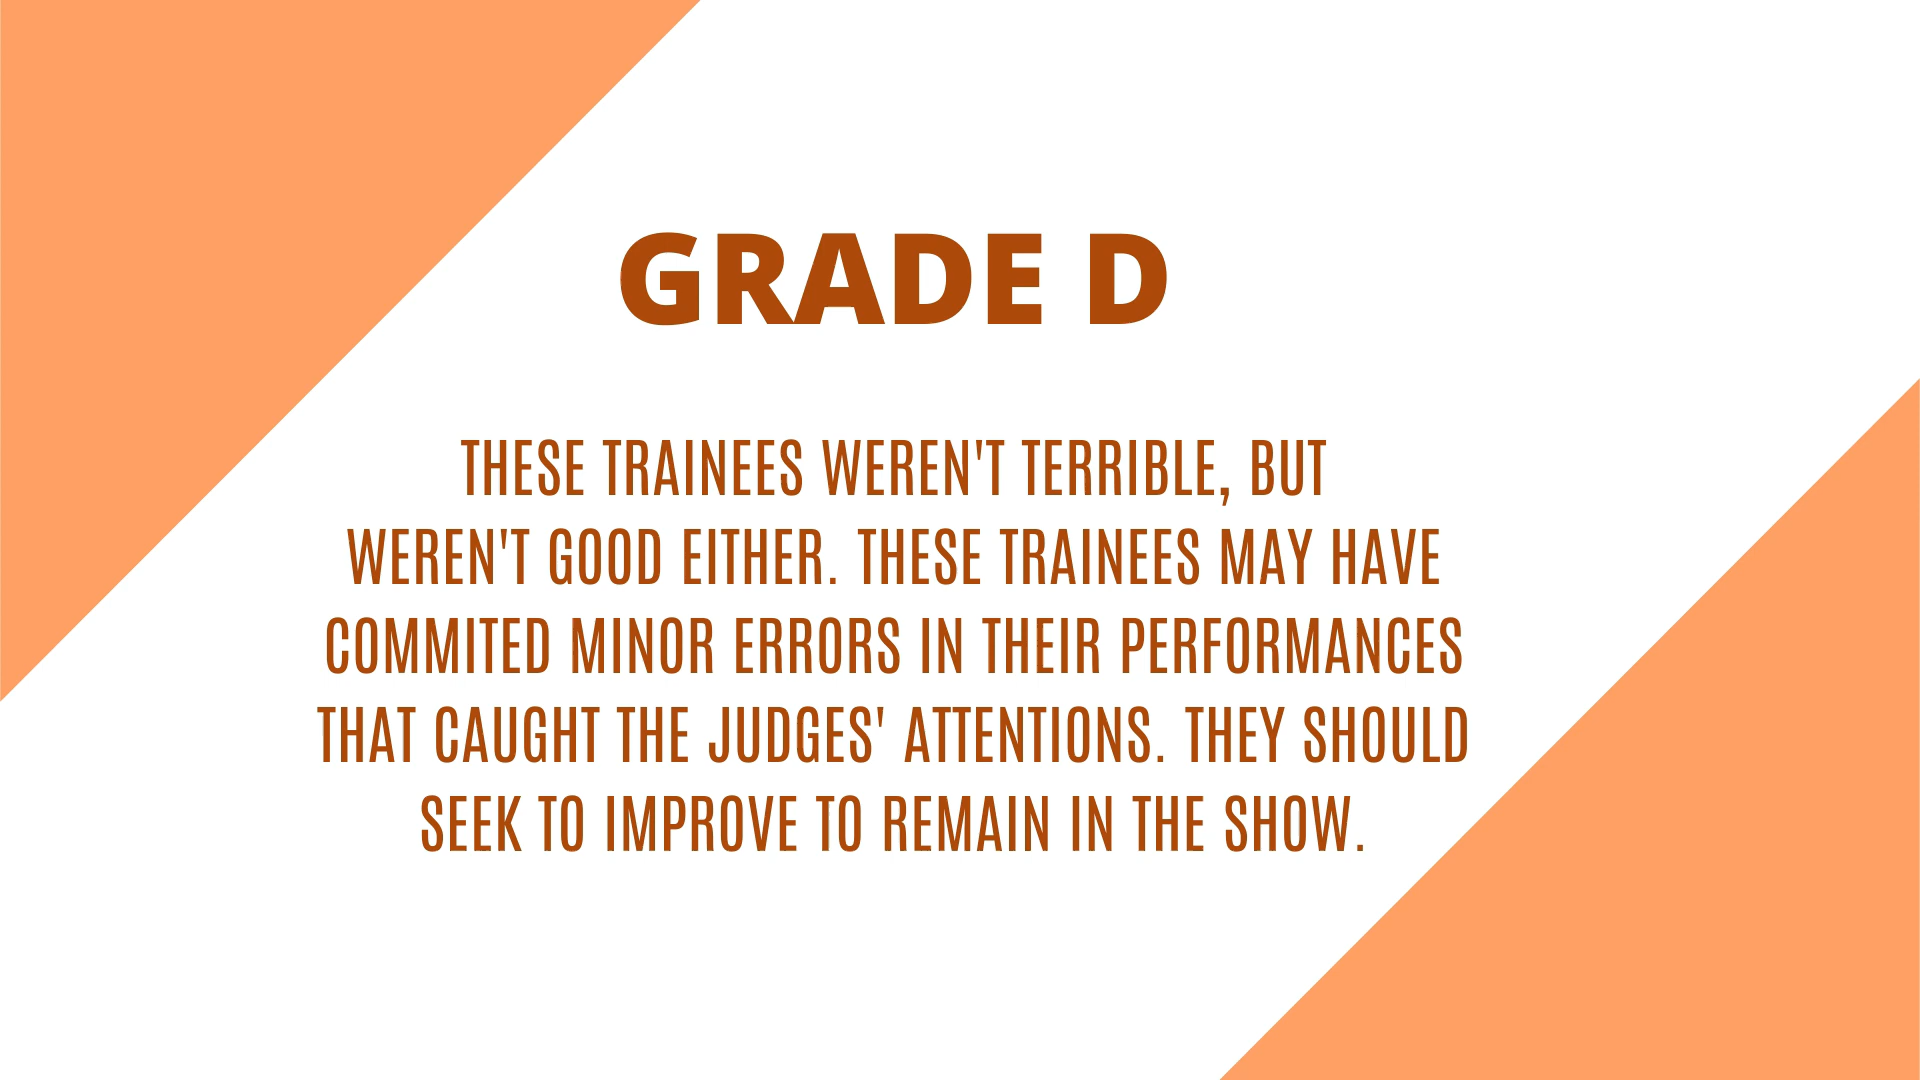 GRADE D
THESE TRAINEES WEREN'T TERRIBLE, BUT
WEREN'T GOOD EITHER. THESE TRAINEES MAY HAVE
COMMITED MINOR ERRORS IN THEIR PERFORMANCES
THAT CAUGHT THE JUDGES' ATTENTIONS. THEY SHOULD
SEEK TO IMPROVE TO REMAIN IN THE SHOW.